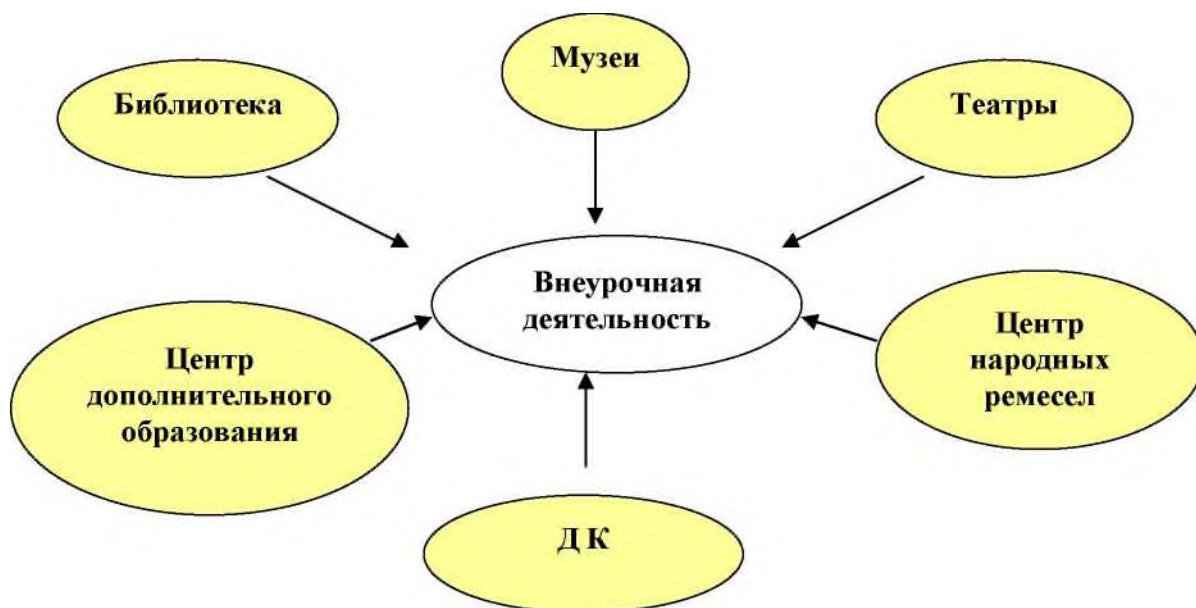 Музеи
Библиотека
Театры
Внеурочная
деятельность
Центр
дополнительного
образования
Центр
народных
ремесел
Д К